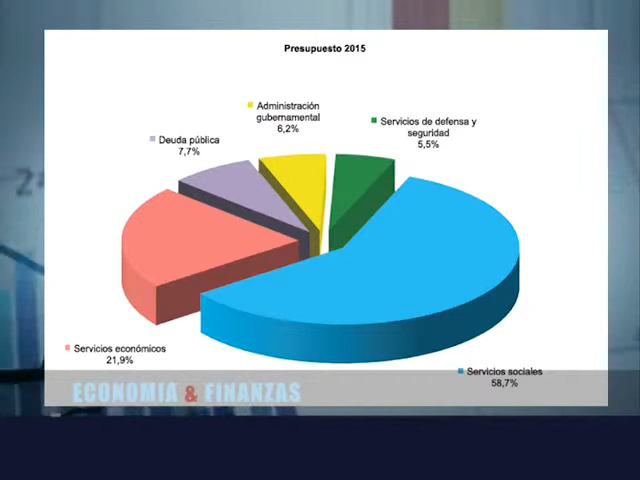 Presupuesto 2015
Administración
gubernamental
6,2%
Servicios de defensa y
seguridad
5,5%
Deuda pública
7,7%
Servicios económicos
21,9%
Servicios sociales
58,7%
ECONOMIA & FINANZAS